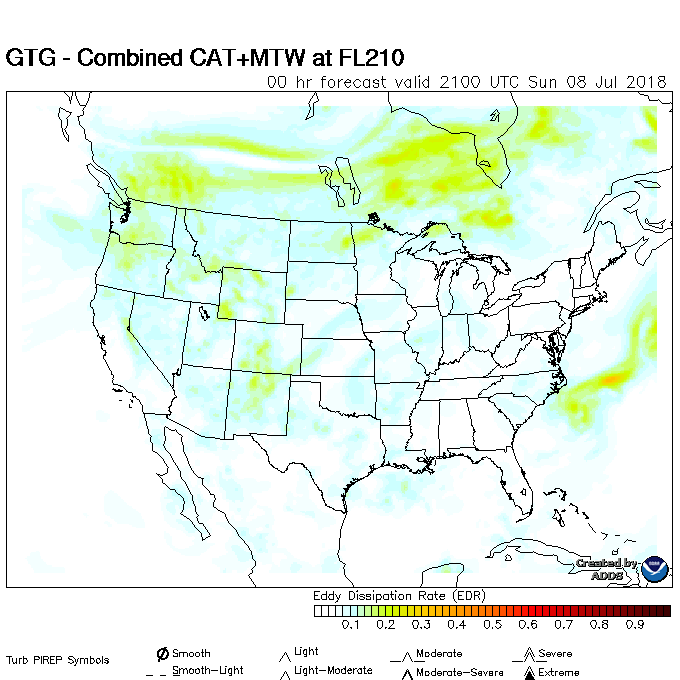 GTG - Combined CAT+MTW at FL210
00 hr forecast valid 2100 UTC Sun 08 Jul 2018
Created by
ADDS
Eddy Dissipation Rate (EDR)
0.1 0.2 0.3 0.4 0.5 0.6 0.7 0.8 0.9
Turb PIREP Symbols
Smooth
Light
Moderate
Severe
Smooth-Light
Light-Moderate
Moderate-Severe
Extreme